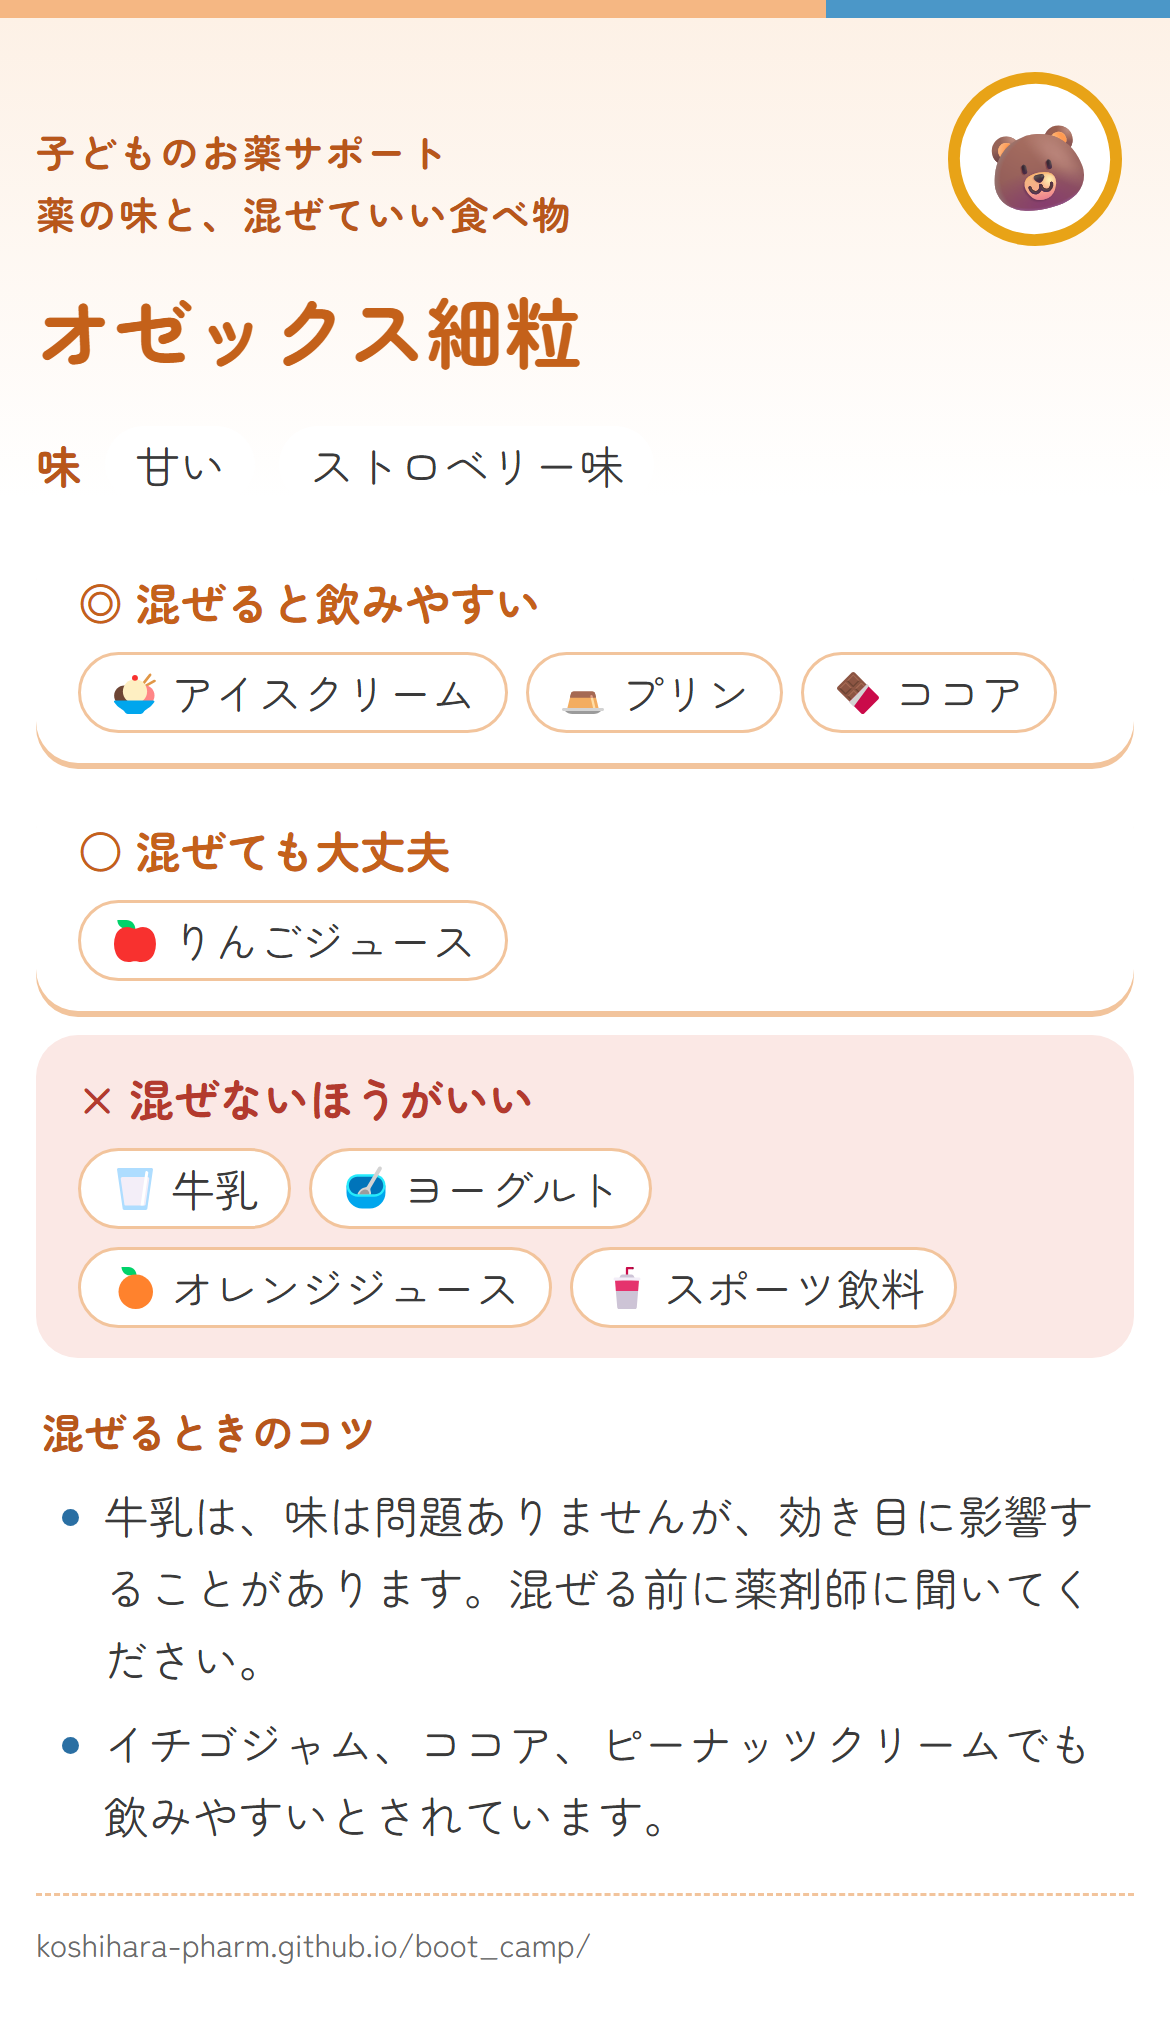 子どものお薬サポート
薬の味と、混ぜていい食べ物
オゼックス細粒
味 甘い ストロベリー味
◎ 混ぜると飲みやすい
アイスクリーム プリン ココア
○ 混ぜても大丈夫
りんごジュース
× 混ぜないほうがいい
牛乳 ヨーグルト
オレンジジュース スポーツ飲料
混ぜるときのコツ
牛乳は、味は問題ありませんが、効き目に影響す
ることがあります。混ぜる前に薬剤師に聞いてく
ださい。
イチゴジャム、ココア、ピーナッツクリームでも
飲みやすいとされています。
koshihara-pharm.github.io/boot_camp/